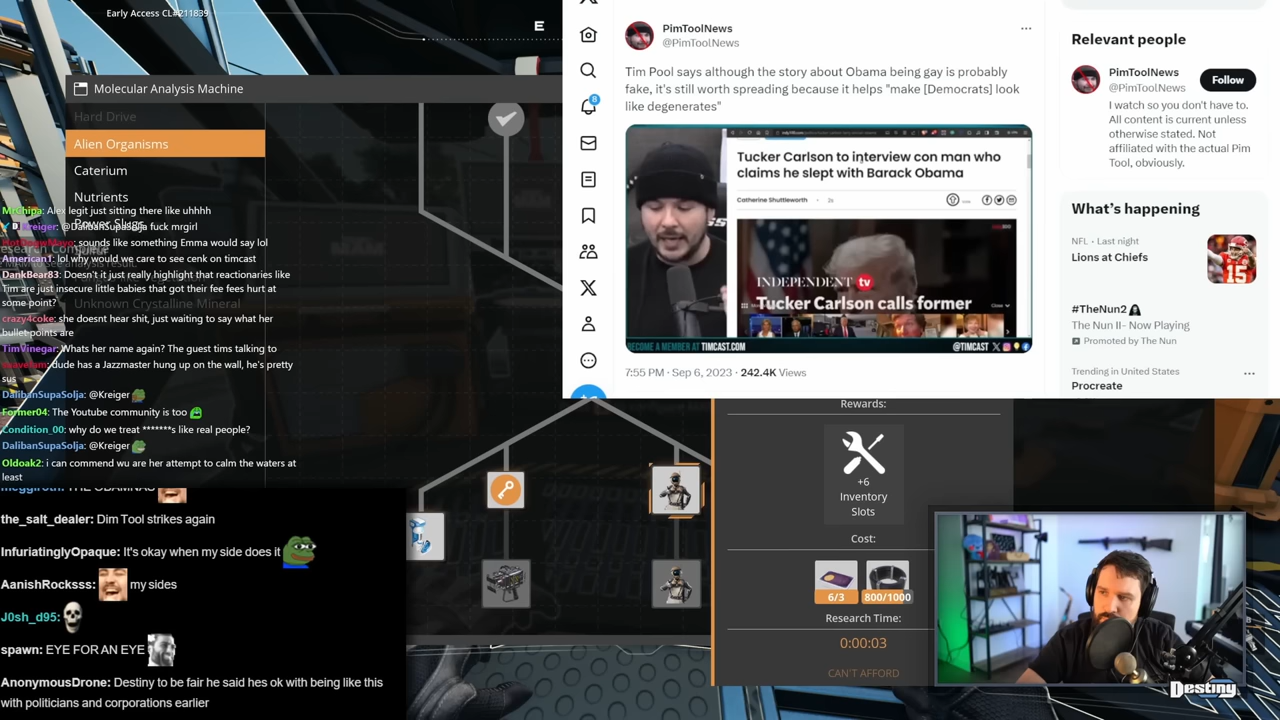 Early Access CL#211839
E
Molecular Analysis Machine
Hard Drive
Alien Organisms
Caterium
Nutrients
Power Slugs
Unknown Crystalline Mineral
MrChipa: Alex legit is sitting there like uhhhh
sounds like something Emma would say lol
American1: lol why would we care to see cenk on timcast
DankBear83: Doesn't it just really highlight that reactionaries like
Tim are just insecure little babies that got their fee fees hurt at
some point?
crazy4coke: she doesnt hear shit, just waiting to say what her
bullet points are
TimVinegar: Whats her name again? The guest tims talking to
dude has a Jazzmaster hung up on the wall, he's pretty
sus
DalibanSupaSolja: @Kreiger
Former04: The Youtube community is too
Condition_00: why do we treat *******s like real people?
DalibanSupaSolja: @Kreiger
Oldoak2: i can commend wu are her attempt to calm the waters at
least
the_salt_dealer: Dim Tool strikes again
InfuriatinglyOpaque: It's okay when my side does it
AanishRocksss: my sides
J0sh_d95:
spawn: EYE FOR AN EYE
AnonymousDrone: Destiny to be fair he said hes ok with being like this
with politicians and corporations earlier
8
PimToolNews
@PimToolNews
Tim Pool says although the story about Obama being gay is probably
fake, it's still worth spreading because it helps "make [Democrats] look
like degenerates"
Tucker Carlson to interview con man who
claims he slept with Barack Obama
Catherine Shuttleworth
INDEPENDENT tv
Tucker Carlson calls former
Close
BECOME A MEMBER AT TIMCAST.COM
@TIMCAST
7:55 PM · Sep 6, 2023 · 242.4K Views
Relevant people
PimToolNews
@PimToolNews
Follow
I watch so you don't have to.
All content is current unless
otherwise stated. Not
affiliated with the actual Pim
Tool, obviously.
What's happening
NFL · Last night
Lions at Chiefs
#TheNun2
The Nun II- Now Playing
Promoted by The Nun
Trending in United States
Procreate
Rewards:
+6
Inventory
Slots
Cost:
6/3
800/1000
Research Time:
0:00:03
CAN'T AFFORD
Destiny